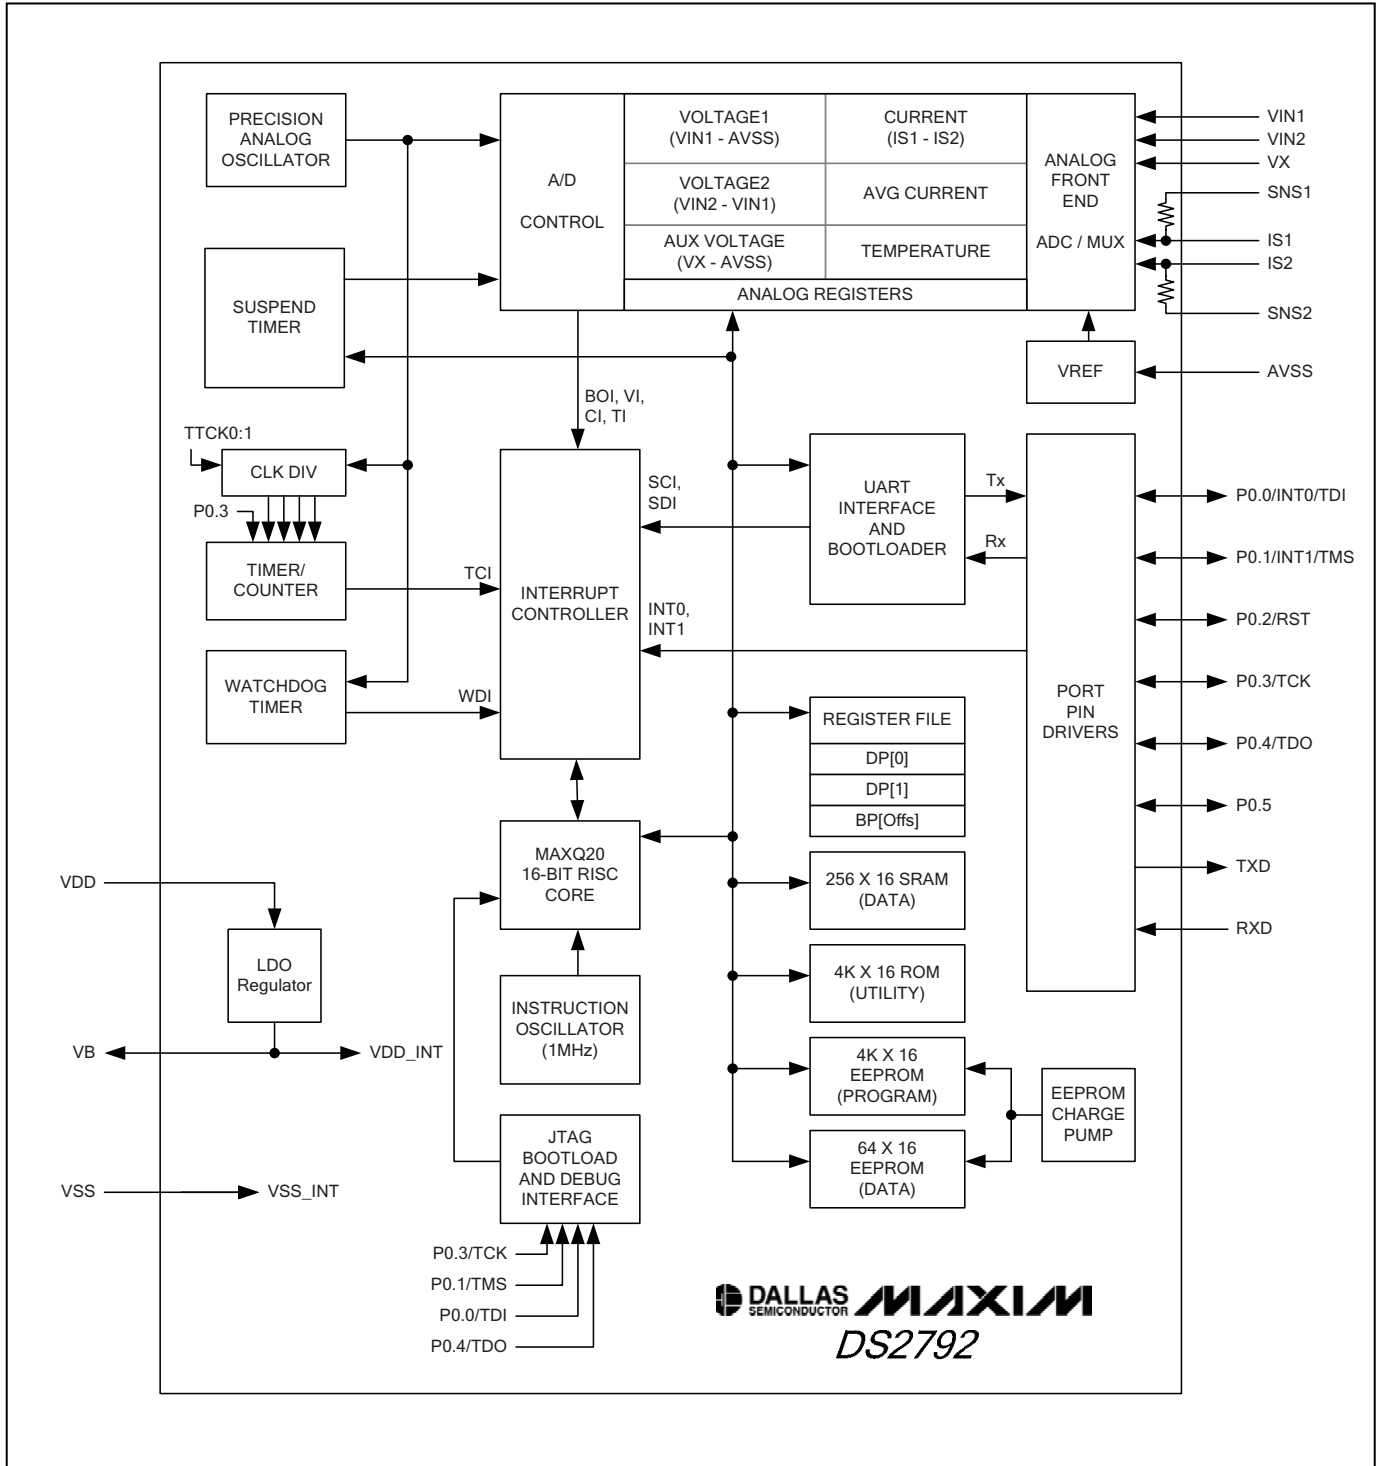 PRECISION
ANALOG
OSCILLATOR
A/D
CONTROL
VOLTAGE1
(VIN1 - AVSS)
CURRENT
(IS1 - IS2)
VOLTAGE2
(VIN2 - VIN1)
AVG CURRENT
AUX VOLTAGE
(VX - AVSS)
TEMPERATURE
ANALOG REGISTERS
ANALOG
FRONT
END
ADC / MUX
VIN1
VIN2
VX
SNS1
IS1
IS2
SNS2
SUSPEND
TIMER
VREF
AVSS
BOI, VI,
CI, TI
TTCK0:1
CLK DIV
P0.3
TIMER/
COUNTER
TCI
WATCHDOG
TIMER
WDI
INTERRUPT
CONTROLLER
SCI,
SDI
INT0,
INT1
UART
INTERFACE
AND
BOOTLOADER
Tx
Rx
PORT
PIN
DRIVERS
P0.0/INT0/TDI
P0.1/INT1/TMS
P0.2/RST
P0.3/TCK
P0.4/TDO
P0.5
TXD
RXD
REGISTER FILE
DP[0]
DP[1]
BP[Offs]
MAXQ20
16-BIT RISC
CORE
256 X 16 SRAM
(DATA)
VDD
LDO
Regulator
VB
VDD_INT
INSTRUCTION
OSCILLATOR
(1MHz)
4K X 16 ROM
(UTILITY)
4K X 16
EEPROM
(PROGRAM)
EEPROM
CHARGE
PUMP
64 X 16
EEPROM
(DATA)
JTAG
BOOTLOAD
AND DEBUG
INTERFACE
VSS
VSS_INT
P0.3/TCK
P0.1/TMS
P0.0/TDI
P0.4/TDO
DALLAS
SEMICONDUCTOR
MAXIM
DS2792